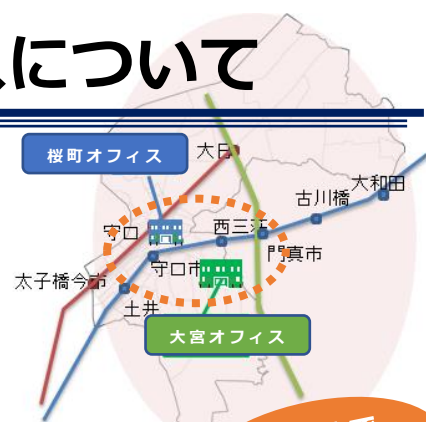 について
桜町オフィス
大日
大和田
古川橋
守口
西三荘
門真市
守口市
太子橋今市
土井
大宮オフィス